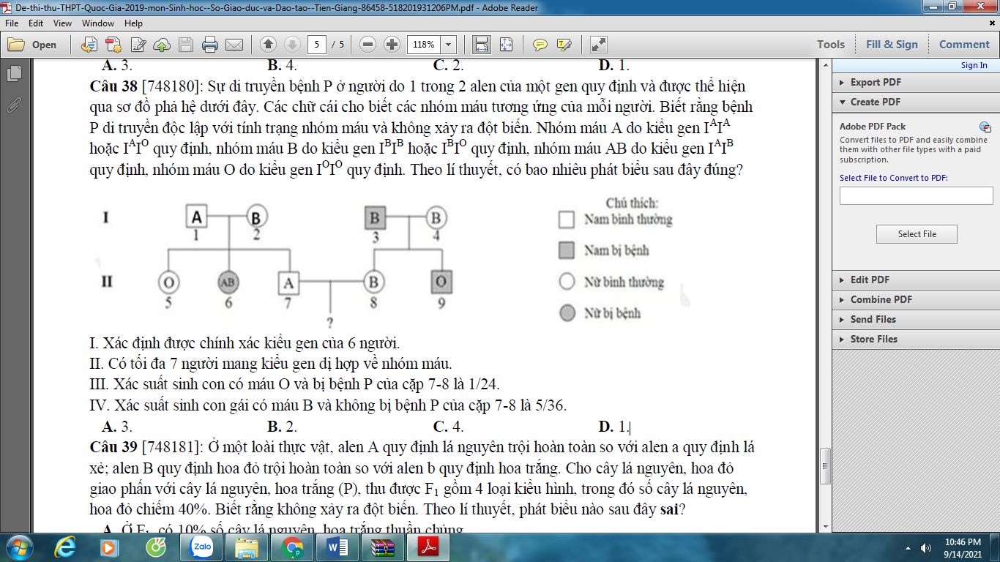 De-thi-thu-THPT-Quoc-Gia-2019-mon-Sinh-hoc--So-Giao-duc-va-Dao-tao--Tien-Giang-86458-518201931206PM.pdf - Adobe Reader
File Edit View Window Help
Open 5 / 5 118% Tools Fill & Sign Comment
A. 3. B. 4. C. 2. D. 1.
Câu 38 [748180]: Sự di truyền bệnh P ở người do 1 trong 2 alen của một gen quy định và được thể hiện
qua sơ đồ phả hệ dưới đây. Các chữ cái cho biết các nhóm máu tương ứng của mỗi người. Biết rằng bệnh
P di truyền độc lập với tính trạng nhóm máu và không xảy ra đột biến. Nhóm máu A do kiểu gen IᴬIᴬ
hoặc IᴬIᴼ quy định, nhóm máu B do kiểu gen IᴮIᴮ hoặc IᴮIᴼ quy định, nhóm máu AB do kiểu gen IᴬIᴮ
quy định, nhóm máu O do kiểu gen IᴼIᴼ quy định. Theo lí thuyết, có bao nhiêu phát biểu sau đây đúng?
Chú thích:
I A B B B Nam bình thường
1 2 3 4
Nam bị bệnh
II O AB A B O Nữ bình thường
5 6 7 8 9
? Nữ bị bệnh
I. Xác định được chính xác kiểu gen của 6 người.
II. Có tối đa 7 người mang kiểu gen dị hợp về nhóm máu.
III. Xác suất sinh con có máu O và bị bệnh P của cặp 7-8 là 1/24.
IV. Xác suất sinh con gái có máu B và không bị bệnh P của cặp 7-8 là 5/36.
A. 3. B. 2. C. 4. D. 1.
Câu 39 [748181]: Ở một loài thực vật, alen A quy định lá nguyên trội hoàn toàn so với alen a quy định lá
xẻ; alen B quy định hoa đỏ trội hoàn toàn so với alen b quy định hoa trắng. Cho cây lá nguyên, hoa đỏ
giao phấn với cây lá nguyên, hoa trắng (P), thu được F₁ gồm 4 loại kiểu hình, trong đó số cây lá nguyên,
hoa đỏ chiếm 40%. Biết rằng không xảy ra đột biến. Theo lí thuyết, phát biểu nào sau đây sai?
A. Ở F₁, có 10% số cây lá nguyên, hoa trắng thuần chủng.
Sign In
Export PDF
Create PDF
Adobe PDF Pack
Convert files to PDF and easily combine
them with other file types with a paid
subscription.
Select File to Convert to PDF:
Select File
Edit PDF
Combine PDF
Send Files
Store Files
Zalo
10:46 PM
9/14/2021